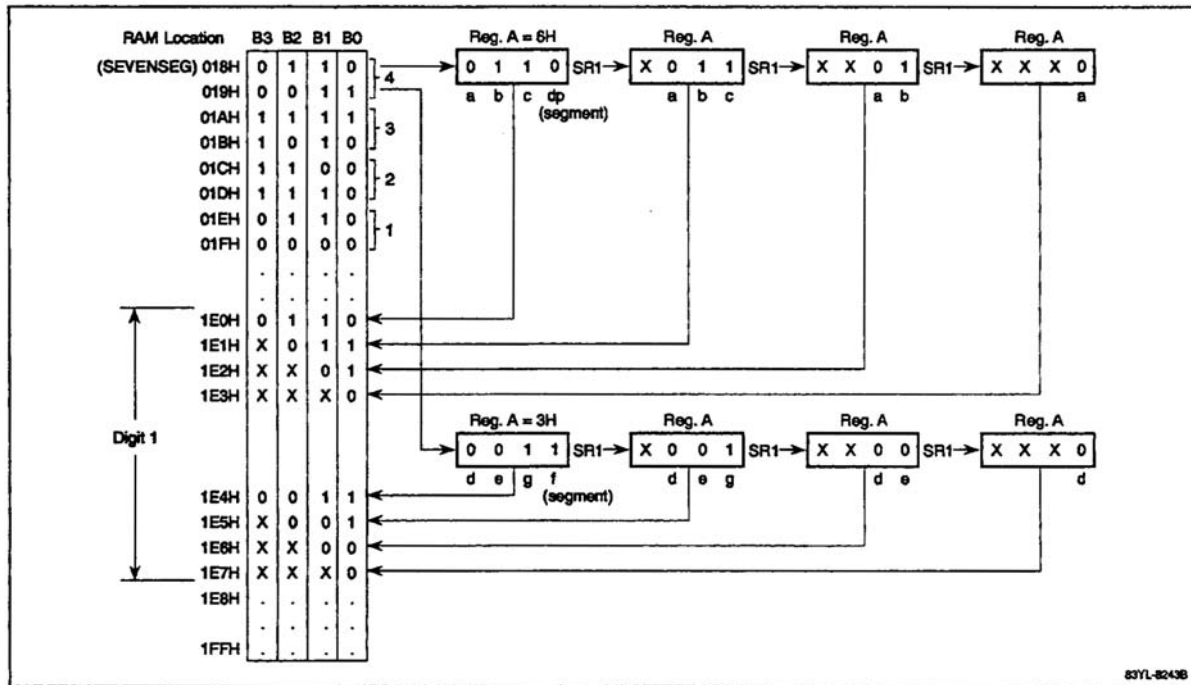 RAM Location B3 B2 B1 B0
(SEVENSEG) 018H 0 1 1 0
019H 0 0 1 1
4
01AH 1 1 1 1
01BH 1 0 1 0
3
01CH 1 1 0 0
01DH 1 1 1 0
2
01EH 0 1 1 0
01FH 0 0 0 0
1
. . . .
. . . .
Digit 1
1E0H 0 1 1 0
1E1H X 0 1 1
1E2H X X 0 1
1E3H X X X 0
1E4H 0 0 1 1
1E5H X 0 0 1
1E6H X X 0 0
1E7H X X X 0
1E8H . . . .
. . . .
1FFH . . . .
Reg. A = 6H
0 1 1 0
a b c dp
(segment)
SR1
Reg. A
X 0 1 1
a b c
SR1
Reg. A
X X 0 1
a b
SR1
Reg. A
X X X 0
a
Reg. A = 3H
0 0 1 1
d e g f
(segment)
SR1
Reg. A
X 0 0 1
d e g
SR1
Reg. A
X X 0 0
d e
SR1
Reg. A
X X X 0
d
83YL-8243B